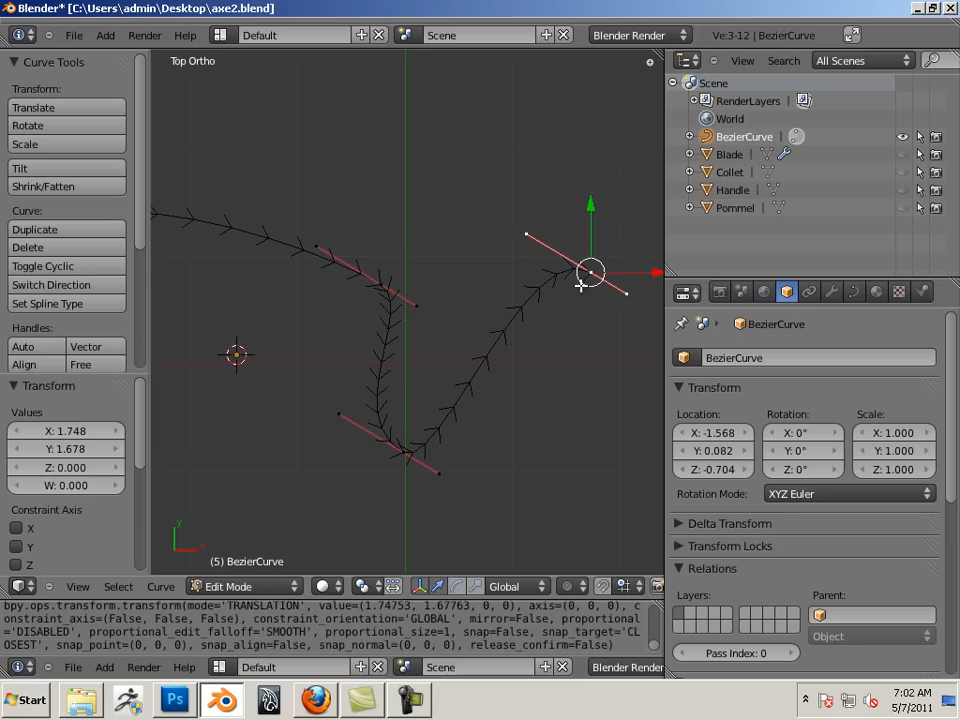 Blender* [C:\Users\admin\Desktop\axe2.blend]
File Add Render Help Default Scene Blender Render Ve:3-12 | BezierCurve
Curve Tools
Transform:
Translate
Rotate
Scale
Tilt
Shrink/Fatten
Curve:
Duplicate
Delete
Toggle Cyclic
Switch Direction
Set Spline Type
Handles:
Auto Vector
Align Free
Transform
Values
X: 1.748
Y: 1.678
Z: 0.000
W: 0.000
Constraint Axis
X
Y
Z
Top Ortho
y
(5) BezierCurve
View Select Curve Edit Mode Global
bpy.ops.transform.transform(mode='TRANSLATION', value=(1.74753, 1.67763, 0, 0), axis=(0, 0, 0), c
onstraint_axis=(False, False, False), constraint_orientation='GLOBAL', mirror=False, proportional
='DISABLED', proportional_edit_falloff='SMOOTH', proportional_size=1, snap=False, snap_target='CL
OSEST', snap_point=(0, 0, 0), snap_align=False, snap_normal=(0, 0, 0), release_confirm=False)
File Add Render Help Default Scene Blender Render
View Search All Scenes
Scene
RenderLayers
World
BezierCurve
Blade
Collet
Handle
Pommel
BezierCurve
BezierCurve
Transform
Location: Rotation: Scale:
X: -1.568 X: 0° X: 1.000
Y: 0.082 Y: 0° Y: 1.000
Z: -0.704 Z: 0° Z: 1.000
Rotation Mode: XYZ Euler
Delta Transform
Transform Locks
Relations
Layers: Parent:
Object
Pass Index: 0
Start Ps 7:02 AM
5/7/2011